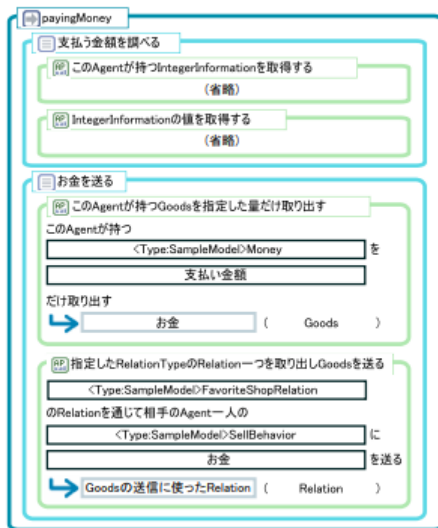 payingMoney
支払う金額を調べる
このAgentが持つIntegerInformationを取得する
(省略)
IntegerInformationの値を取得する
(省略)
お金を送る
このAgentが持つGoodsを指定した量だけ取り出す
このAgentが持つ
<Type:SampleModel>Money を
支払い金額
だけ取り出す
お金 ( Goods )
指定したRelationTypeのRelation一つを取り出しGoodsを送る
<Type:SampleModel>FavoriteShopRelation
のRelationを通じて相手のAgent一人の
<Type:SampleModel>SellBehavior に
お金 を送る
Goodsの送信に使ったRelation ( Relation )